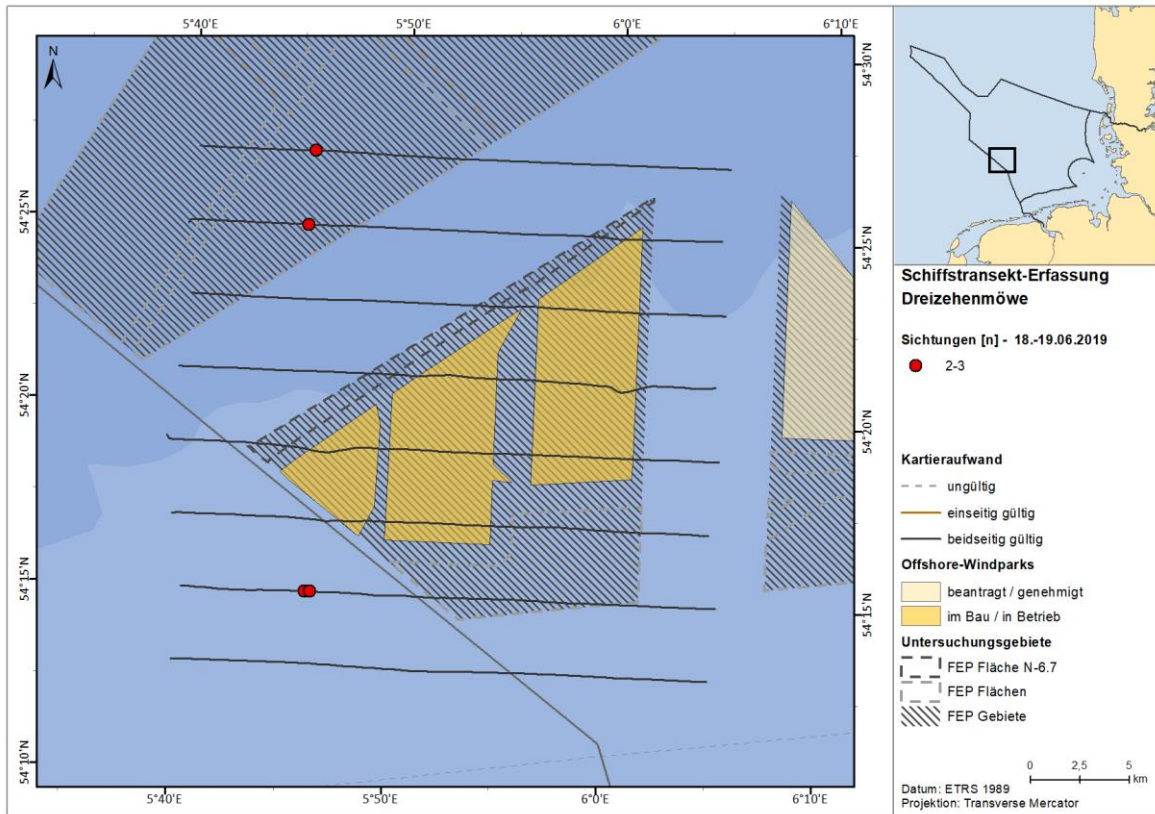 5°40'E
5°50'E
6°0'E
6°10'E
N
54°30'N
54°25'N
54°25'N
54°20'N
54°20'N
54°15'N
54°15'N
54°10'N
5°40'E
5°50'E
6°0'E
6°10'E
Schiffstransekt-Erfassung
Dreizehenmöwe
Sichtungen [n] - 18.-19.06.2019
2-3
Kartieraufwand
ungültig
einseitig gültig
beidseitig gültig
Offshore-Windparks
beantragt / genehmigt
im Bau / in Betrieb
Untersuchungsgebiete
FEP Fläche N-6.7
FEP Flächen
FEP Gebiete
0 2,5 5
km
Datum: ETRS 1989
Projektion: Transverse Mercator